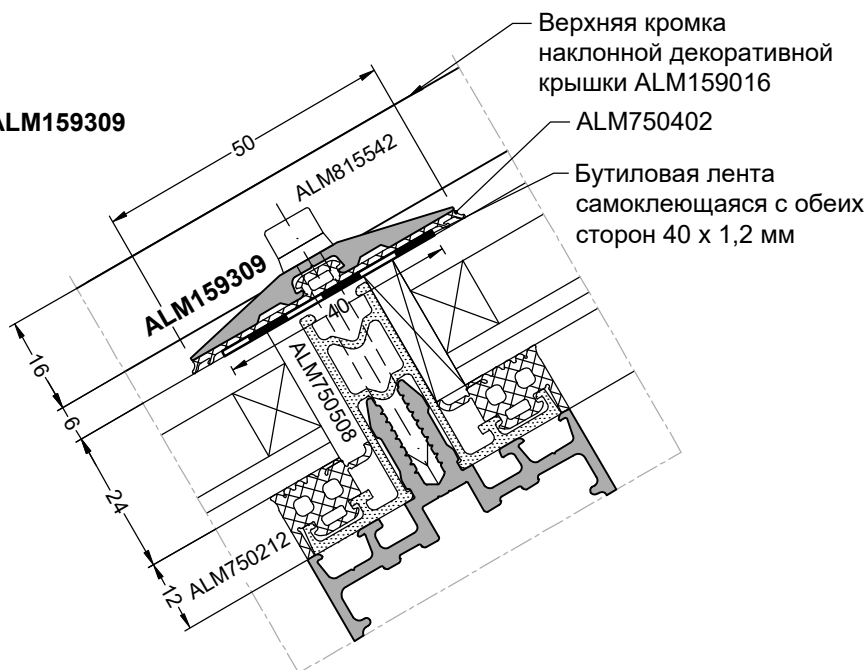 Верхняя кромка
наклонной декоративной
крышки ALM159016
ALM159309
ALM750402
50
ALM815542
Бутиловая лента
самоклеющаяся с обеих
сторон 40 x 1,2 мм
ALM159309
40
16
ALM750508
6
24
ALM750212
12